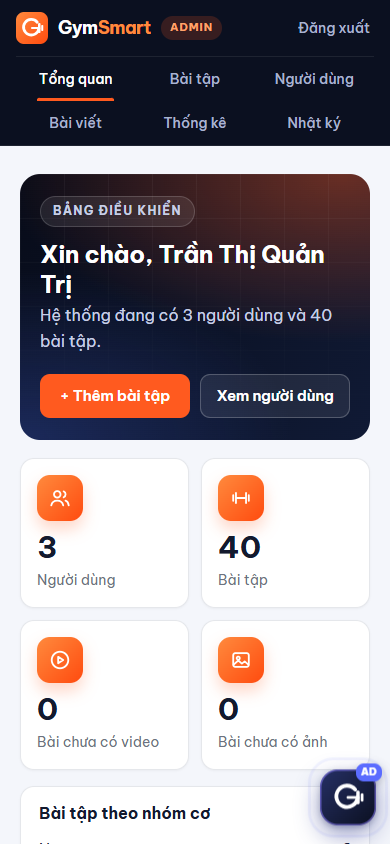 GymSmart ADMIN
Đăng xuất
Tổng quan
Bài tập
Người dùng
Bài viết
Thống kê
Nhật ký
BẢNG ĐIỀU KHIỂN
Xin chào, Trần Thị Quản
Trị
Hệ thống đang có 3 người dùng và 40
bài tập.
+ Thêm bài tập
Xem người dùng
3
Người dùng
40
Bài tập
0
Bài chưa có video
0
Bài chưa có ảnh
AD
Bài tập theo nhóm cơ